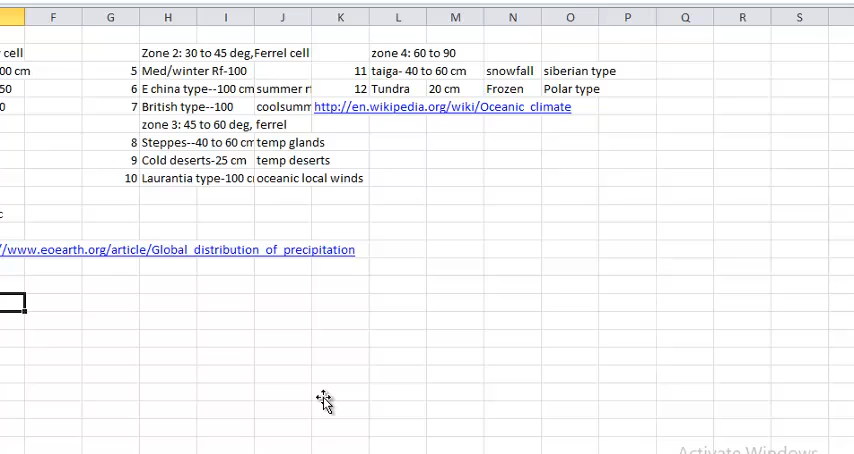 F G H I J K L M N O P Q R S
cell Zone 2: 30 to 45 deg, Ferrel cell zone 4: 60 to 90
00 cm 5 Med/winter Rf-100 11 taiga- 40 to 60 cm snowfall siberian type
50 6 E china type--100 cm summer r 12 Tundra 20 cm Frozen Polar type
0 7 British type--100 coolsumm http://en.wikipedia.org/wiki/Oceanic_climate
zone 3: 45 to 60 deg, ferrel
8 Steppes--40 to 60 cm temp glands
9 Cold deserts-25 cm temp deserts
10 Laurantia type-100 c oceanic local winds
c
//www.eoearth.org/article/Global_distribution_of_precipitation
Activate Windows